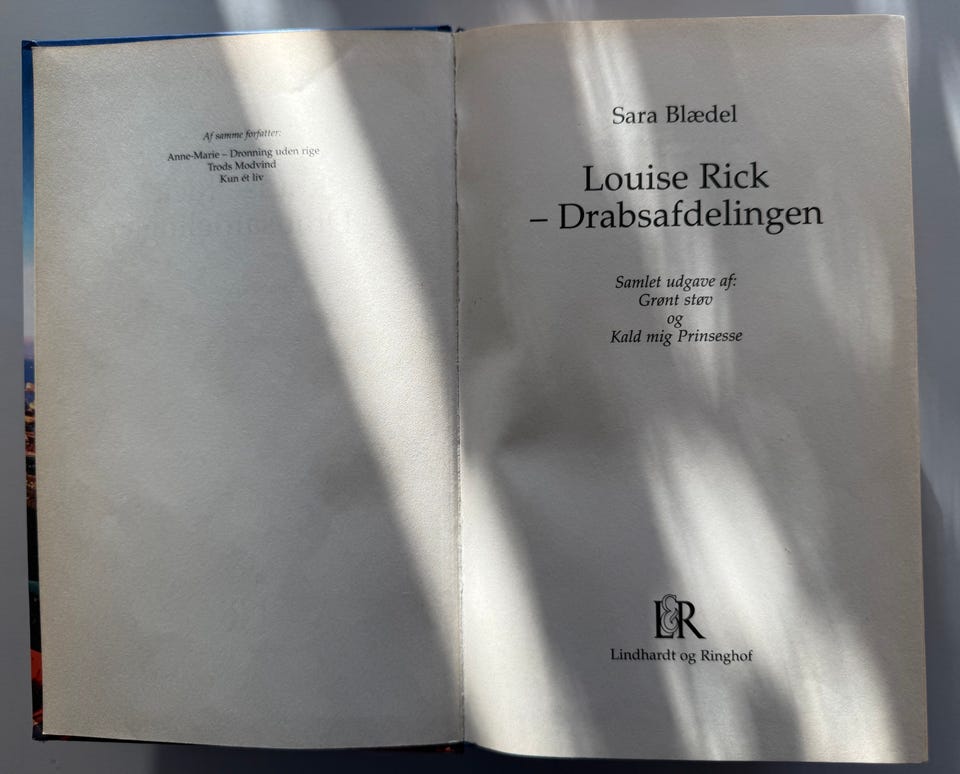 Af samme forfatter:
Anne-Marie – Dronning uden rige
Trods Modvind
Kun ét liv
Sara Blædel
Louise Rick
– Drabsafdelingen
Samlet udgave af:
Grønt støv
og
Kald mig Prinsesse
L&R
Lindhardt og Ringhof